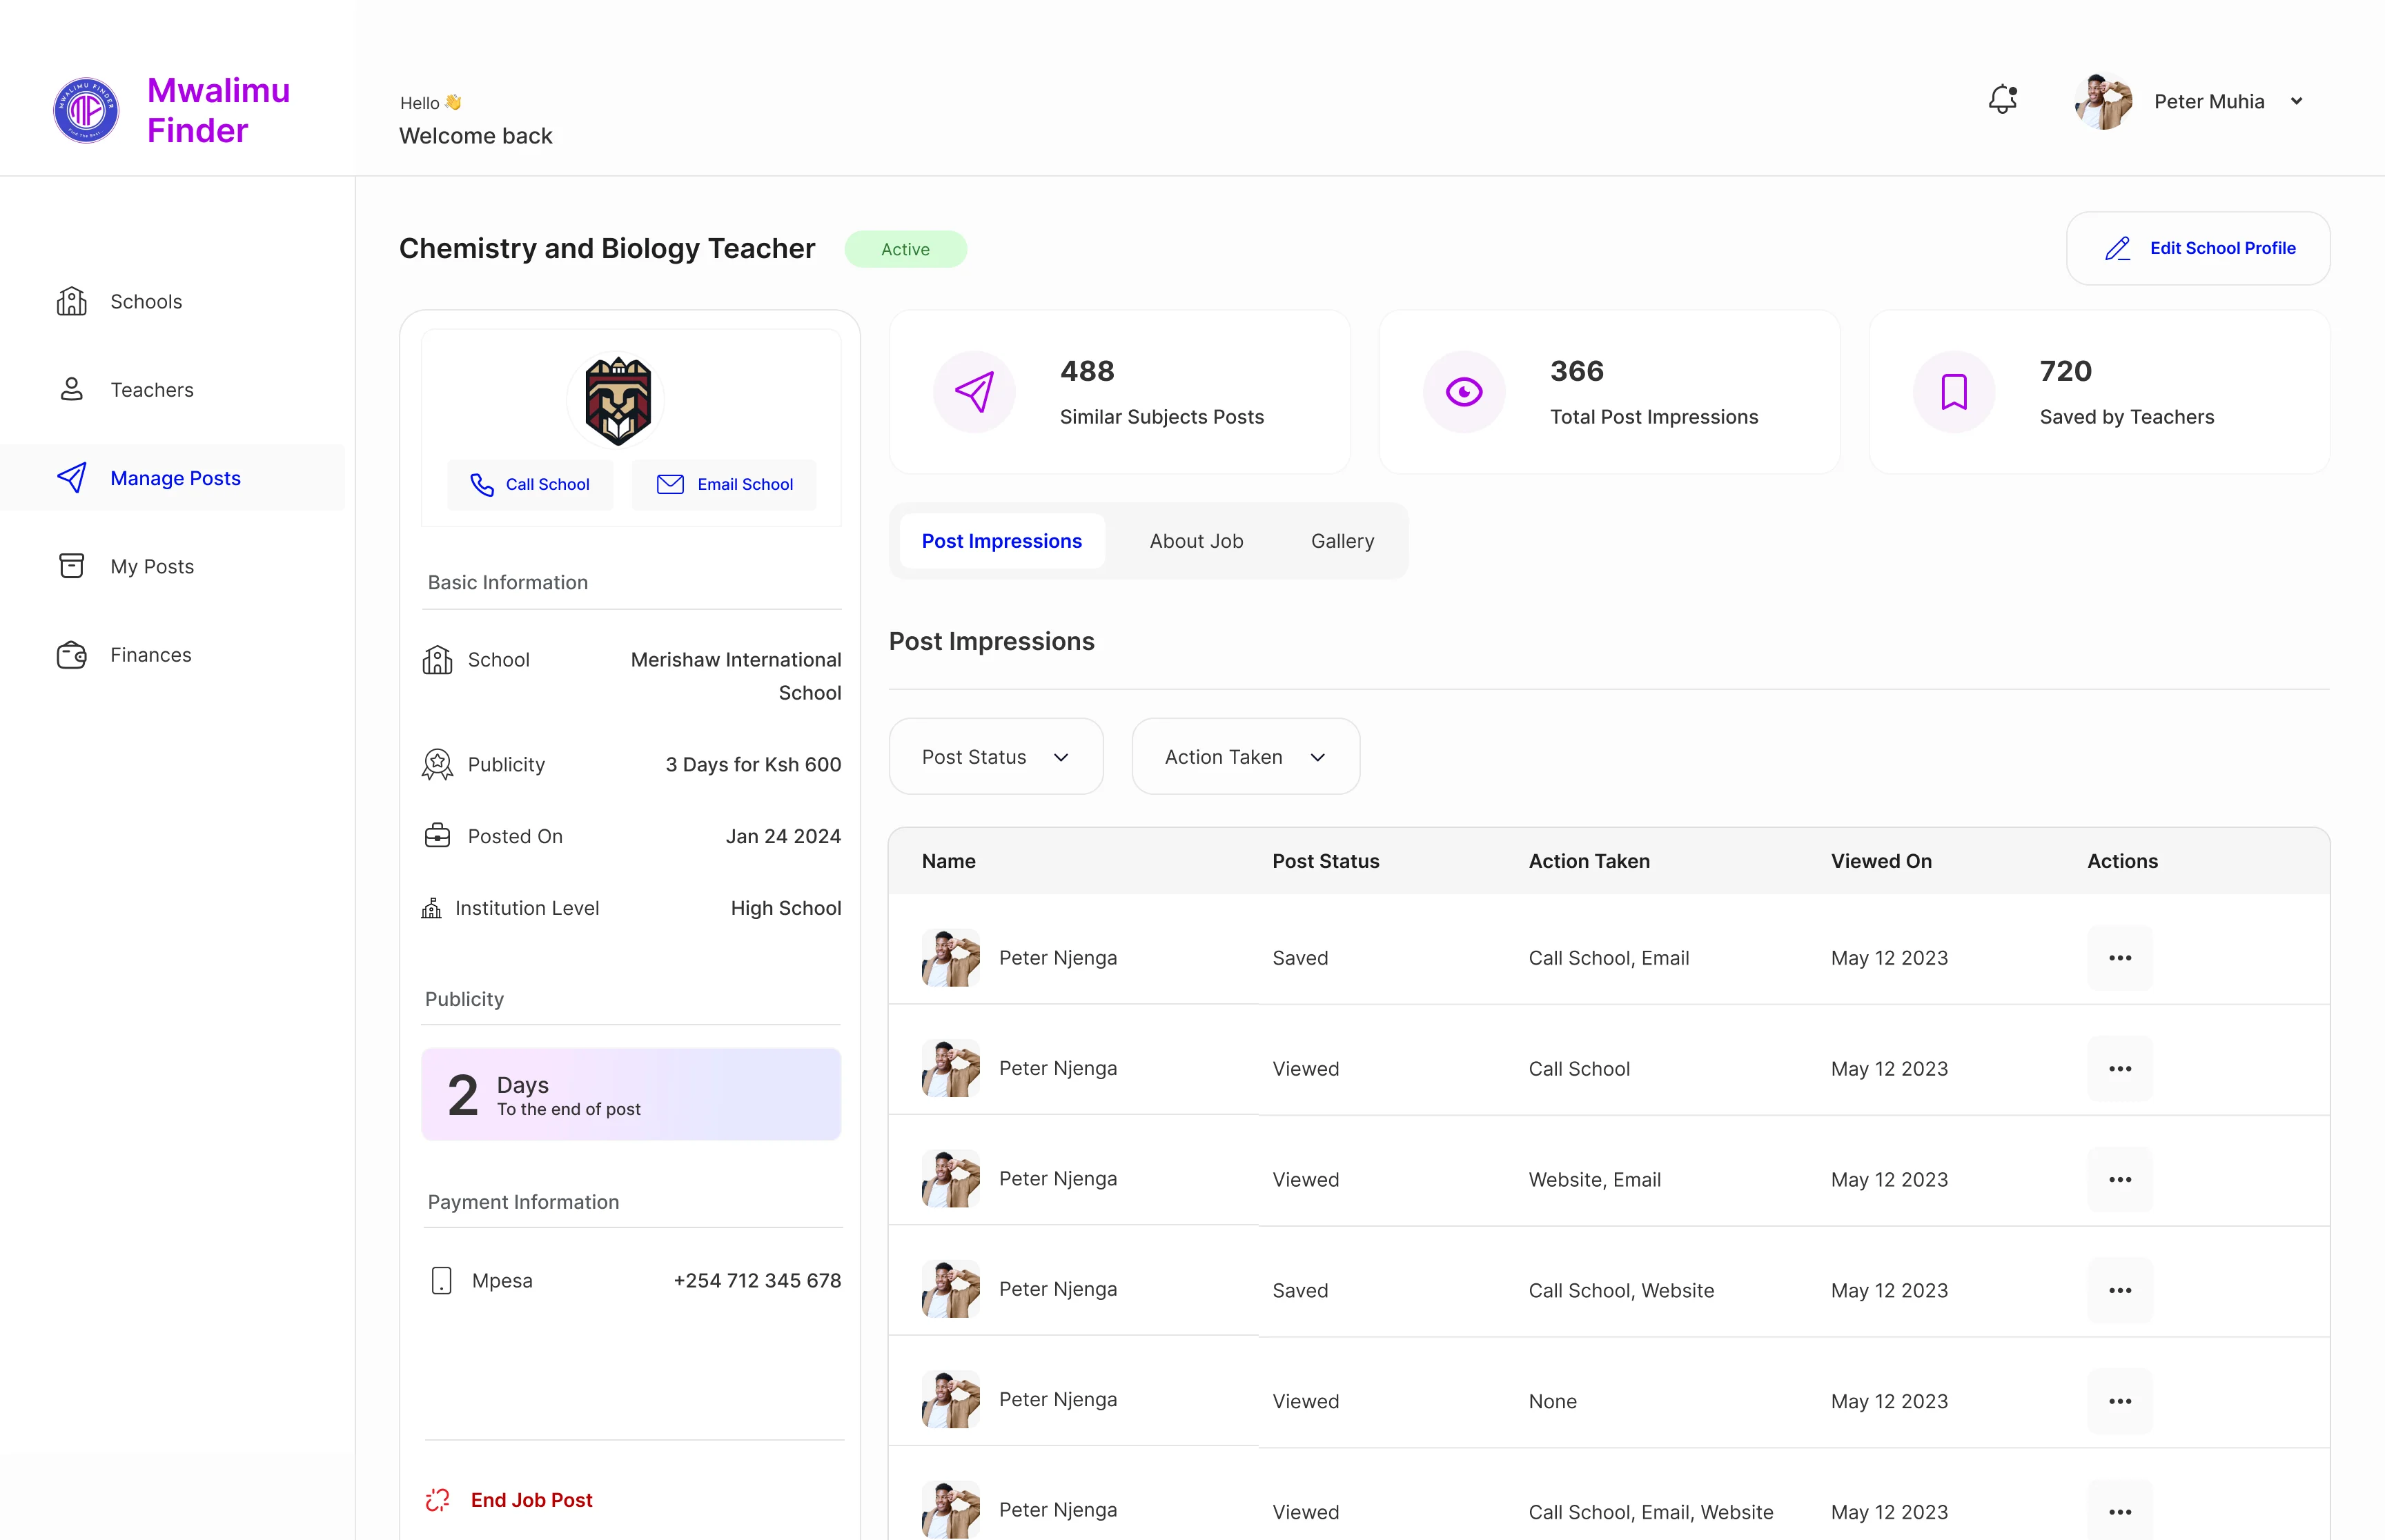 MWALIMU FINDER
Find The Best
Mwalimu
Finder
Hello 👋
Welcome back
Peter Muhia
Schools
Teachers
Manage Posts
My Posts
Finances
Chemistry and Biology Teacher
Active
Edit School Profile
Call School
Email School
Basic Information
School
Merishaw International
School
Publicity
3 Days for Ksh 600
Posted On
Jan 24 2024
Institution Level
High School
Publicity
2
Days
To the end of post
Payment Information
Mpesa
+254 712 345 678
End Job Post
488
Similar Subjects Posts
366
Total Post Impressions
720
Saved by Teachers
Post Impressions
About Job
Gallery
Post Impressions
Post Status
Action Taken
Name Post Status Action Taken Viewed On Actions
Peter Njenga Saved Call School, Email May 12 2023
Peter Njenga Viewed Call School May 12 2023
Peter Njenga Viewed Website, Email May 12 2023
Peter Njenga Saved Call School, Website May 12 2023
Peter Njenga Viewed None May 12 2023
Peter Njenga Viewed Call School, Email, Website May 12 2023